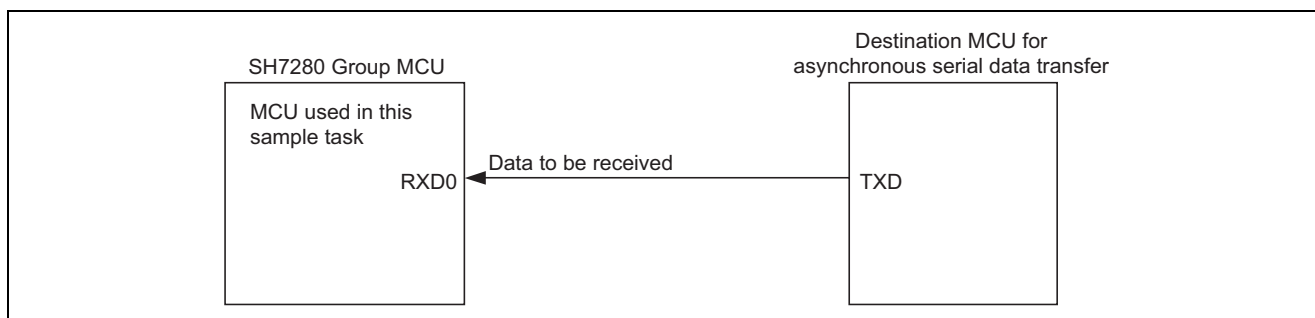 SH7280 Group MCU
MCU used in this
sample task
RXD0
Data to be received
Destination MCU for
asynchronous serial data transfer
TXD